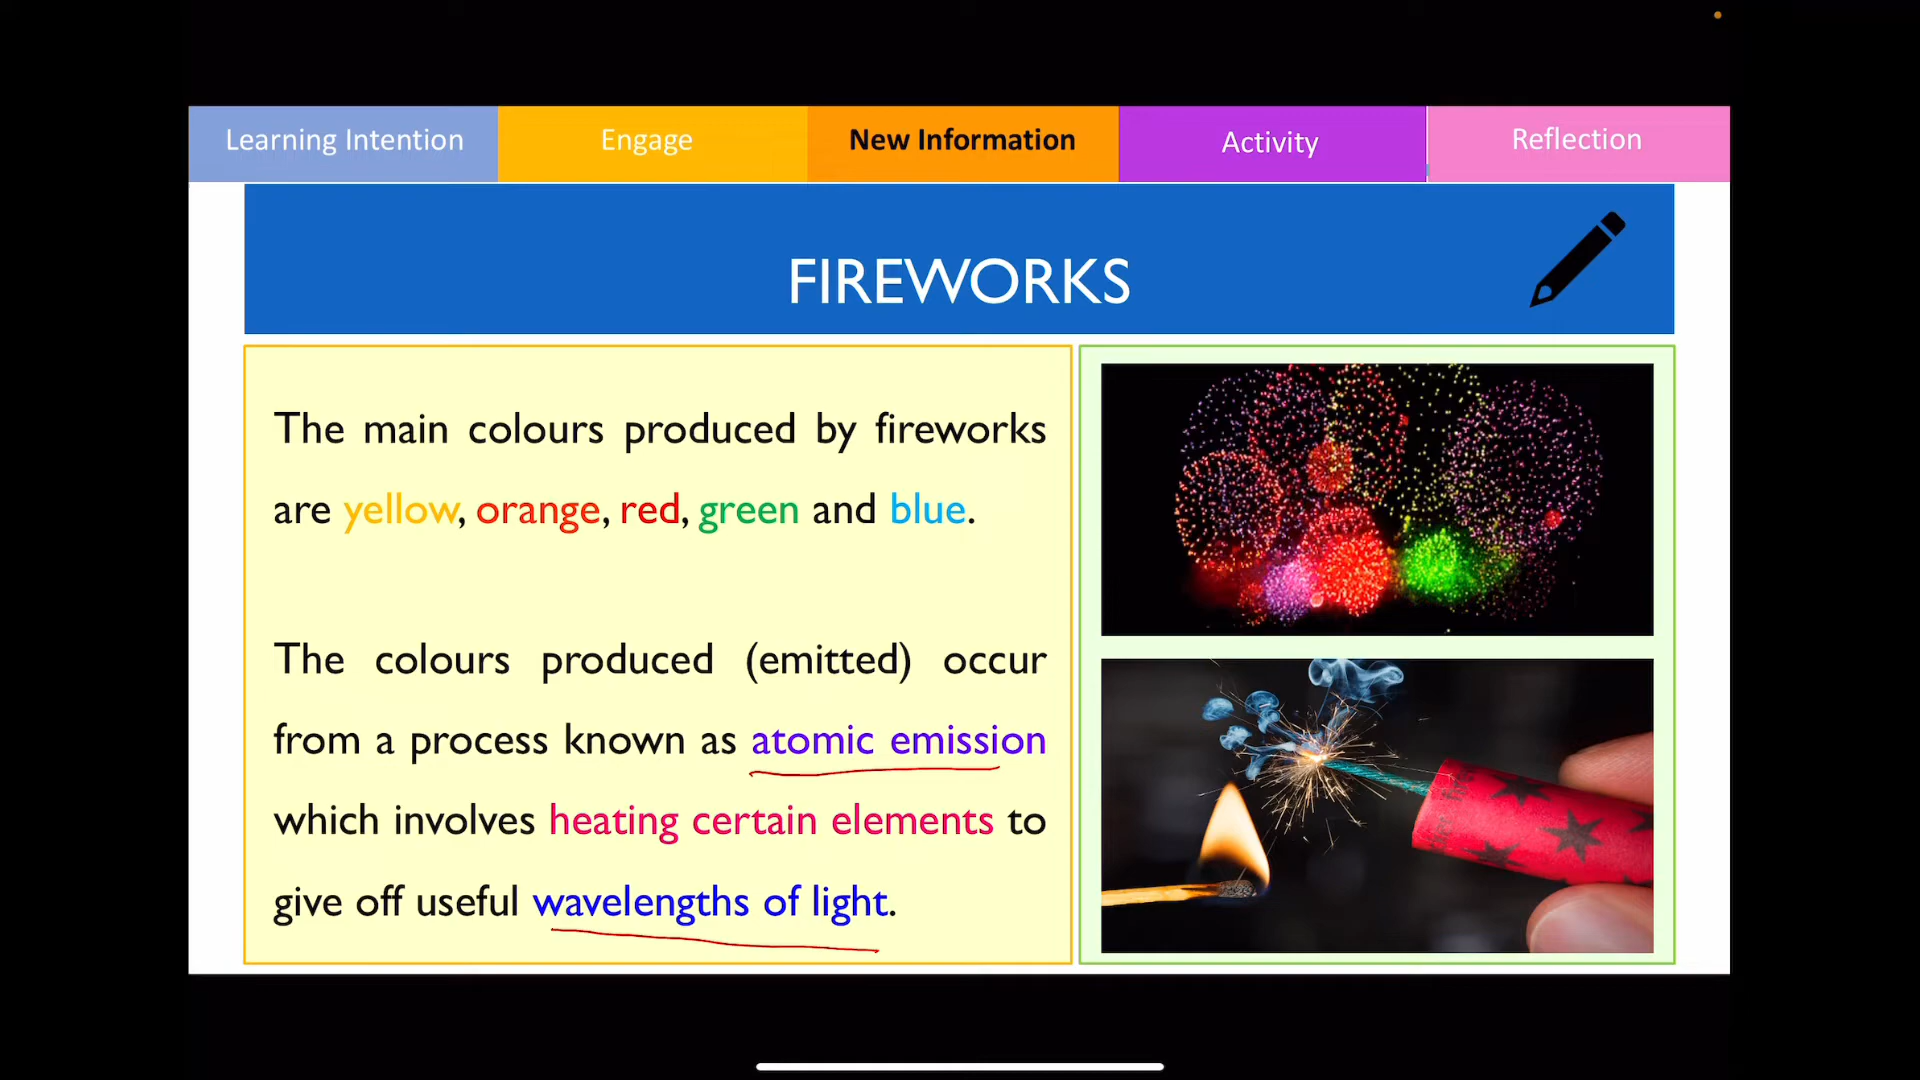 Learning Intention
Engage
New Information
Activity
Reflection
FIREWORKS
The main colours produced by fireworks
are yellow, orange, red, green and blue.
The colours produced (emitted) occur
from a process known as atomic emission
which involves heating certain elements to
give off useful wavelengths of light.